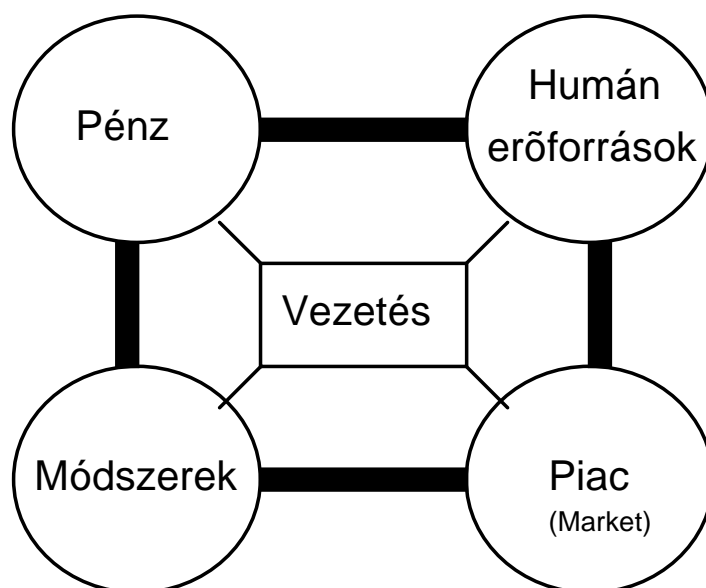 Pénz
Humán
erõforrások
Vezetés
Módszerek
Piac
(Market)